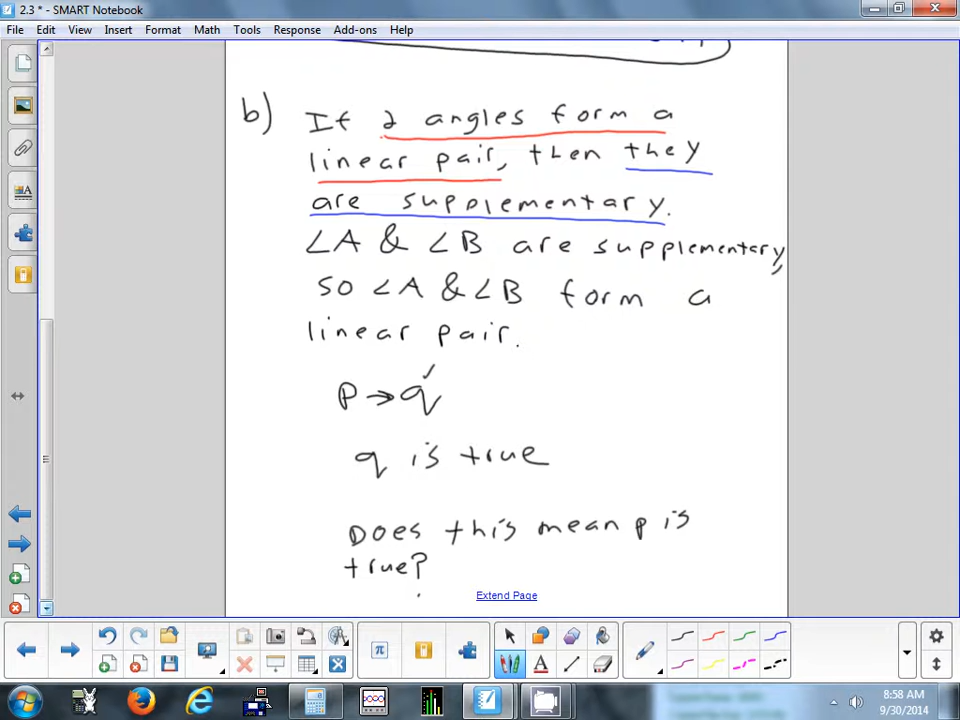 2.3 * - SMART Notebook
File Edit View Insert Format Math Tools Response Add-ons Help
b) If 2 angles form a
linear pair, then they
are supplementary.
∠A & ∠B are supplementary,
so ∠A & ∠B form a
linear pair.
P → q
q is true
Does this mean p is
true?
Extend Page
8:58 AM
9/30/2014